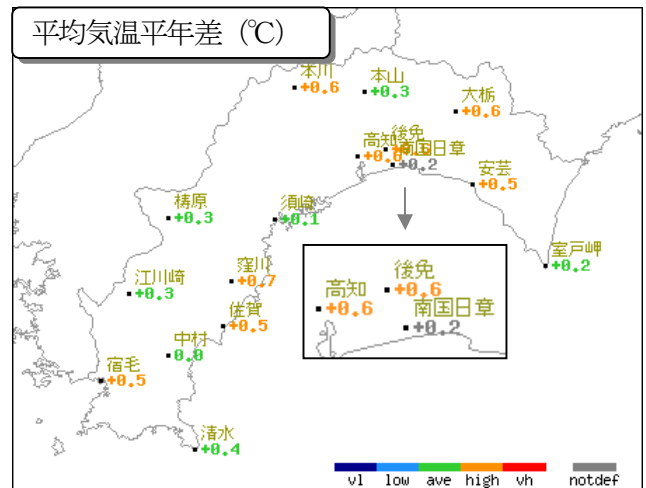 平均気温平年差 (℃)
本川
+0.6
本山
+0.3
大栃
+0.6
後免
高知
+0.6
南国日章
+0.2
安芸
+0.5
梼原
+0.3
須崎
+0.1
室戸岬
+0.2
江川崎
+0.3
窪川
+0.7
佐賀
+0.5
中村
0.0
宿毛
+0.5
清水
+0.4
後免
+0.6
高知
+0.6
南国日章
+0.2
vl low ave high vh notdef